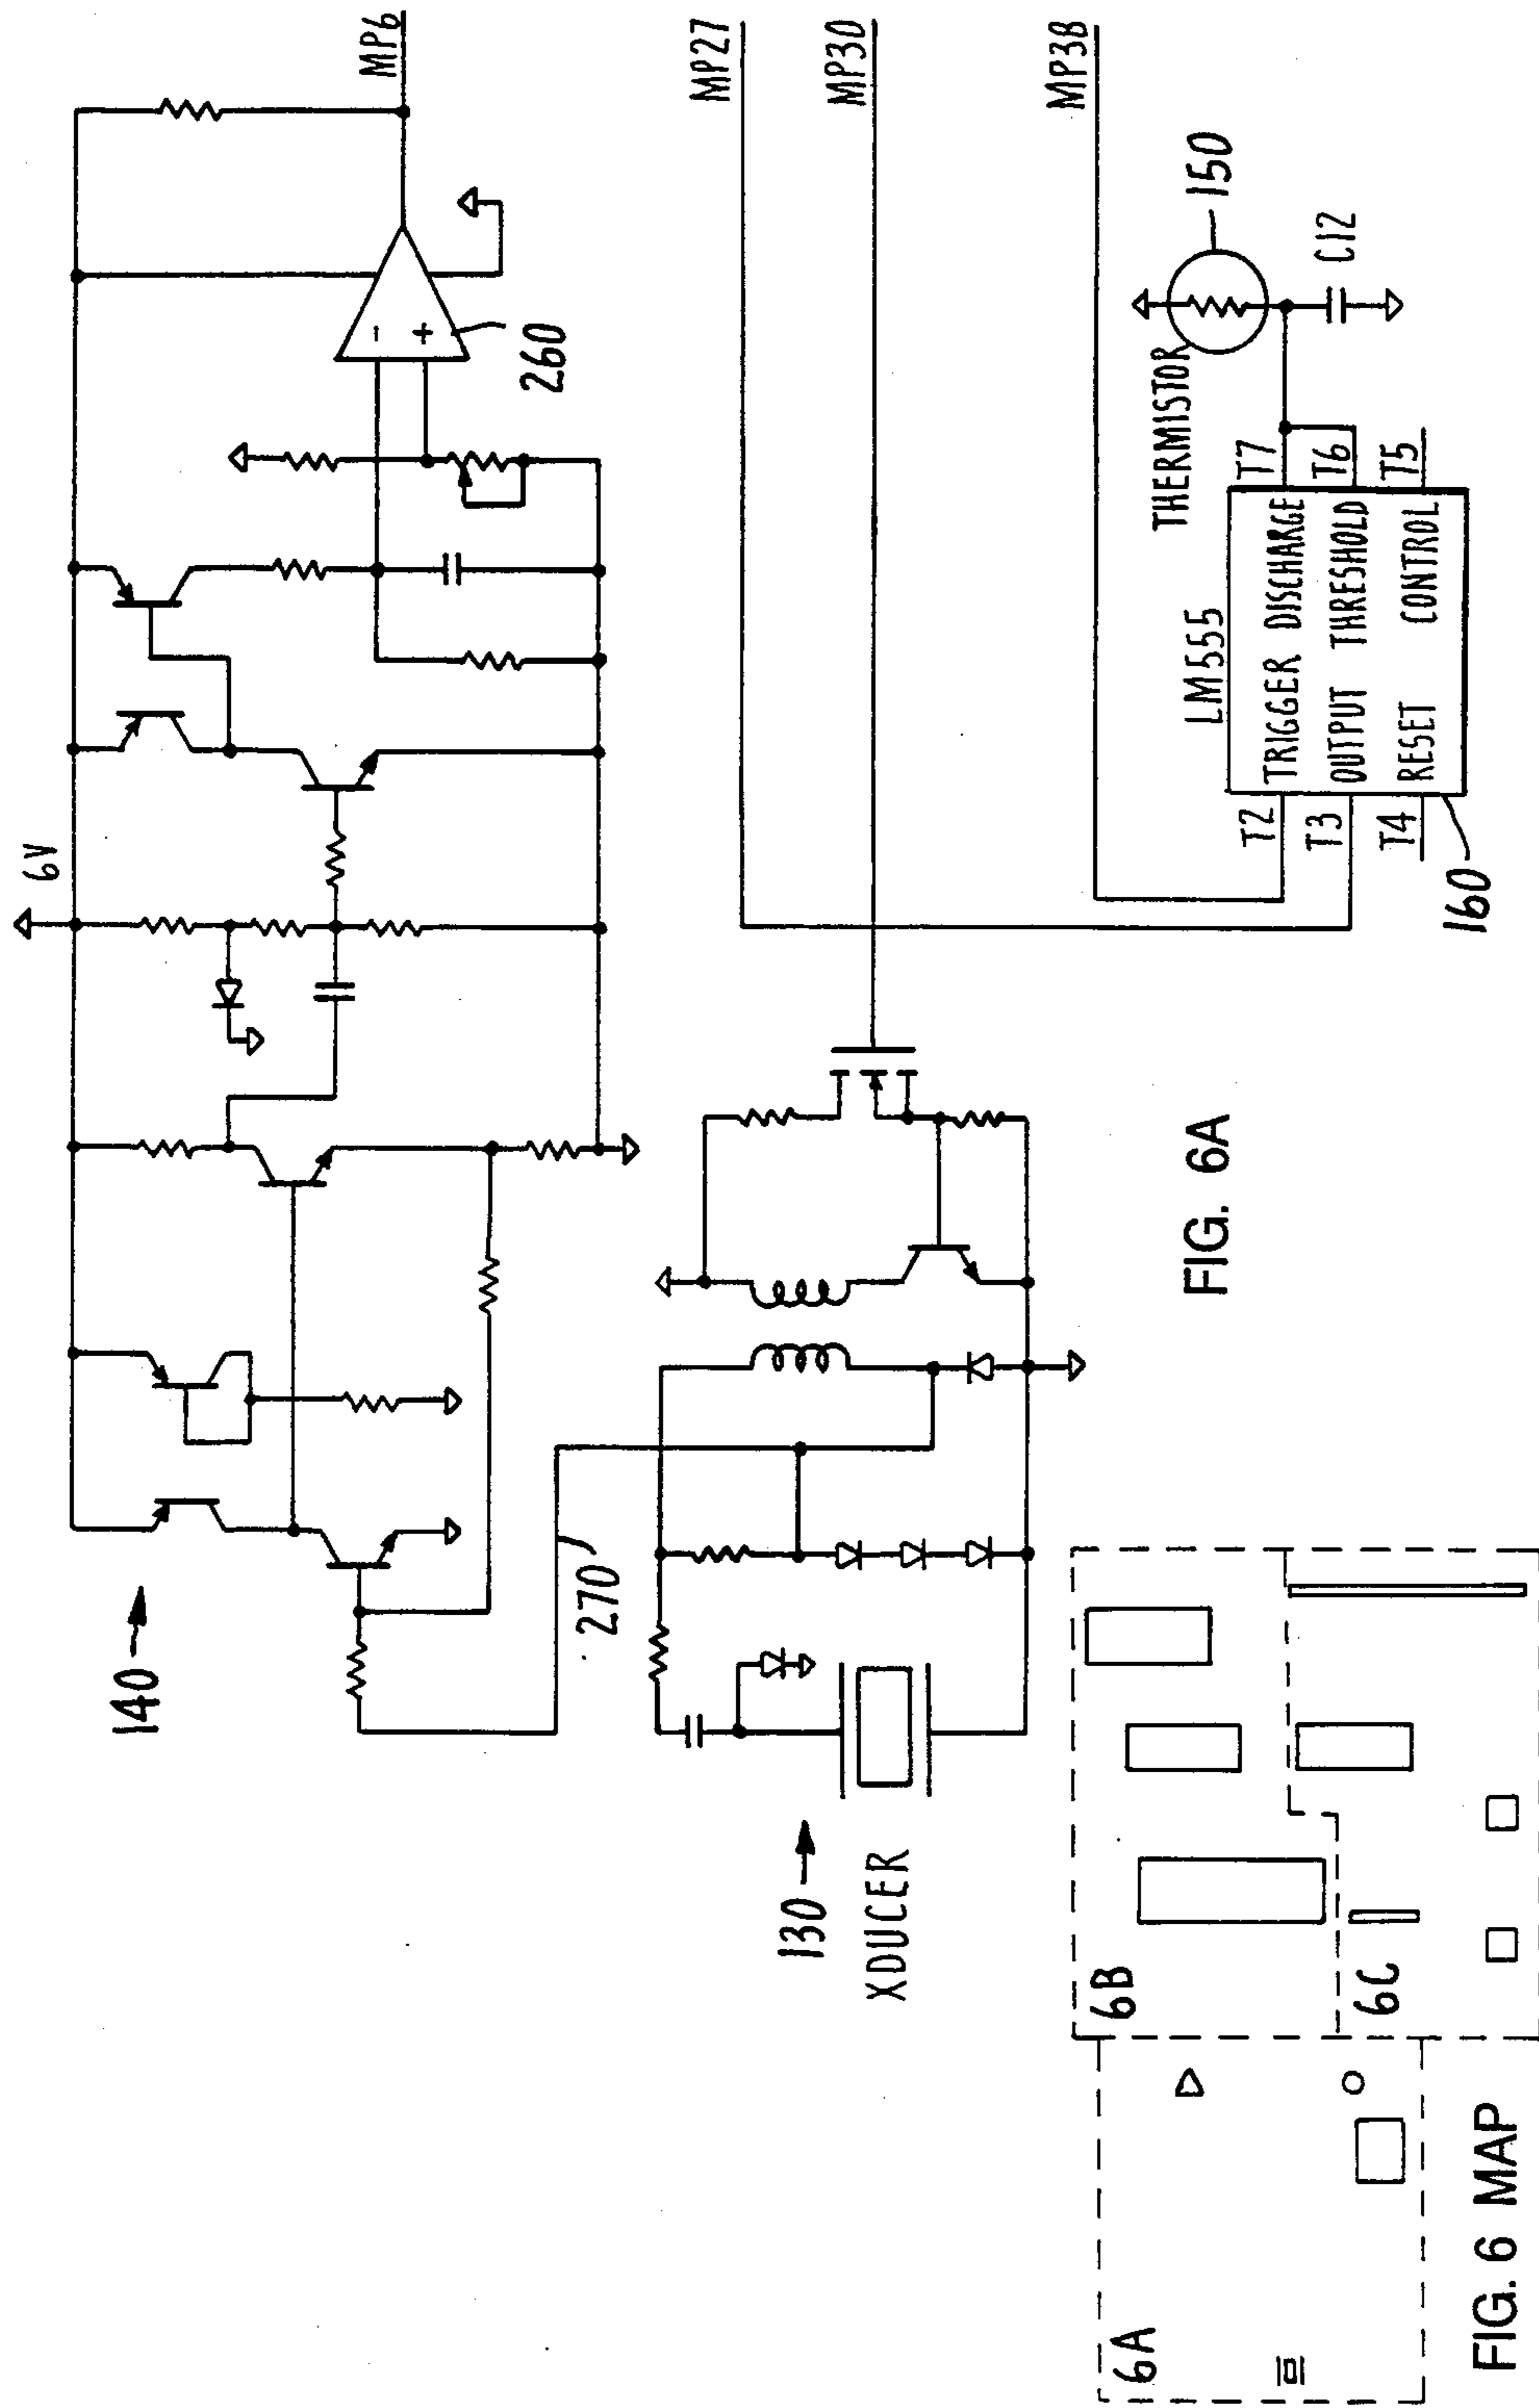 140
6V
MP6
260
270
130
XDUCER
MP27
MP30
MP38
THERMISTOR
150
C12
LM555
T2
TRIGGER DISCHARGE
T7
T3
OUTPUT THRESHOLD
T6
T4
RESET CONTROL
T5
160
-
+
FIG. 6A
6A
6B
6C
FIG. 6 MAP